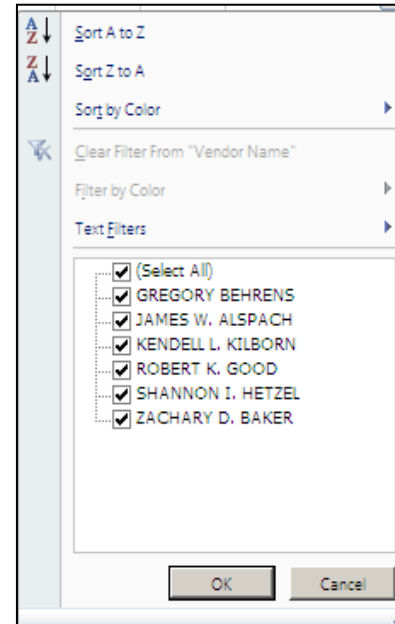 A Z Sort A to Z
Z A Sort Z to A
Sort by Color
Clear Filter From "Vendor Name"
Filter by Color
Text Filters
(Select All)
GREGORY BEHRENS
JAMES W. ALSPACH
KENDELL L. KILBORN
ROBERT K. GOOD
SHANNON I. HETZEL
ZACHARY D. BAKER
OK Cancel